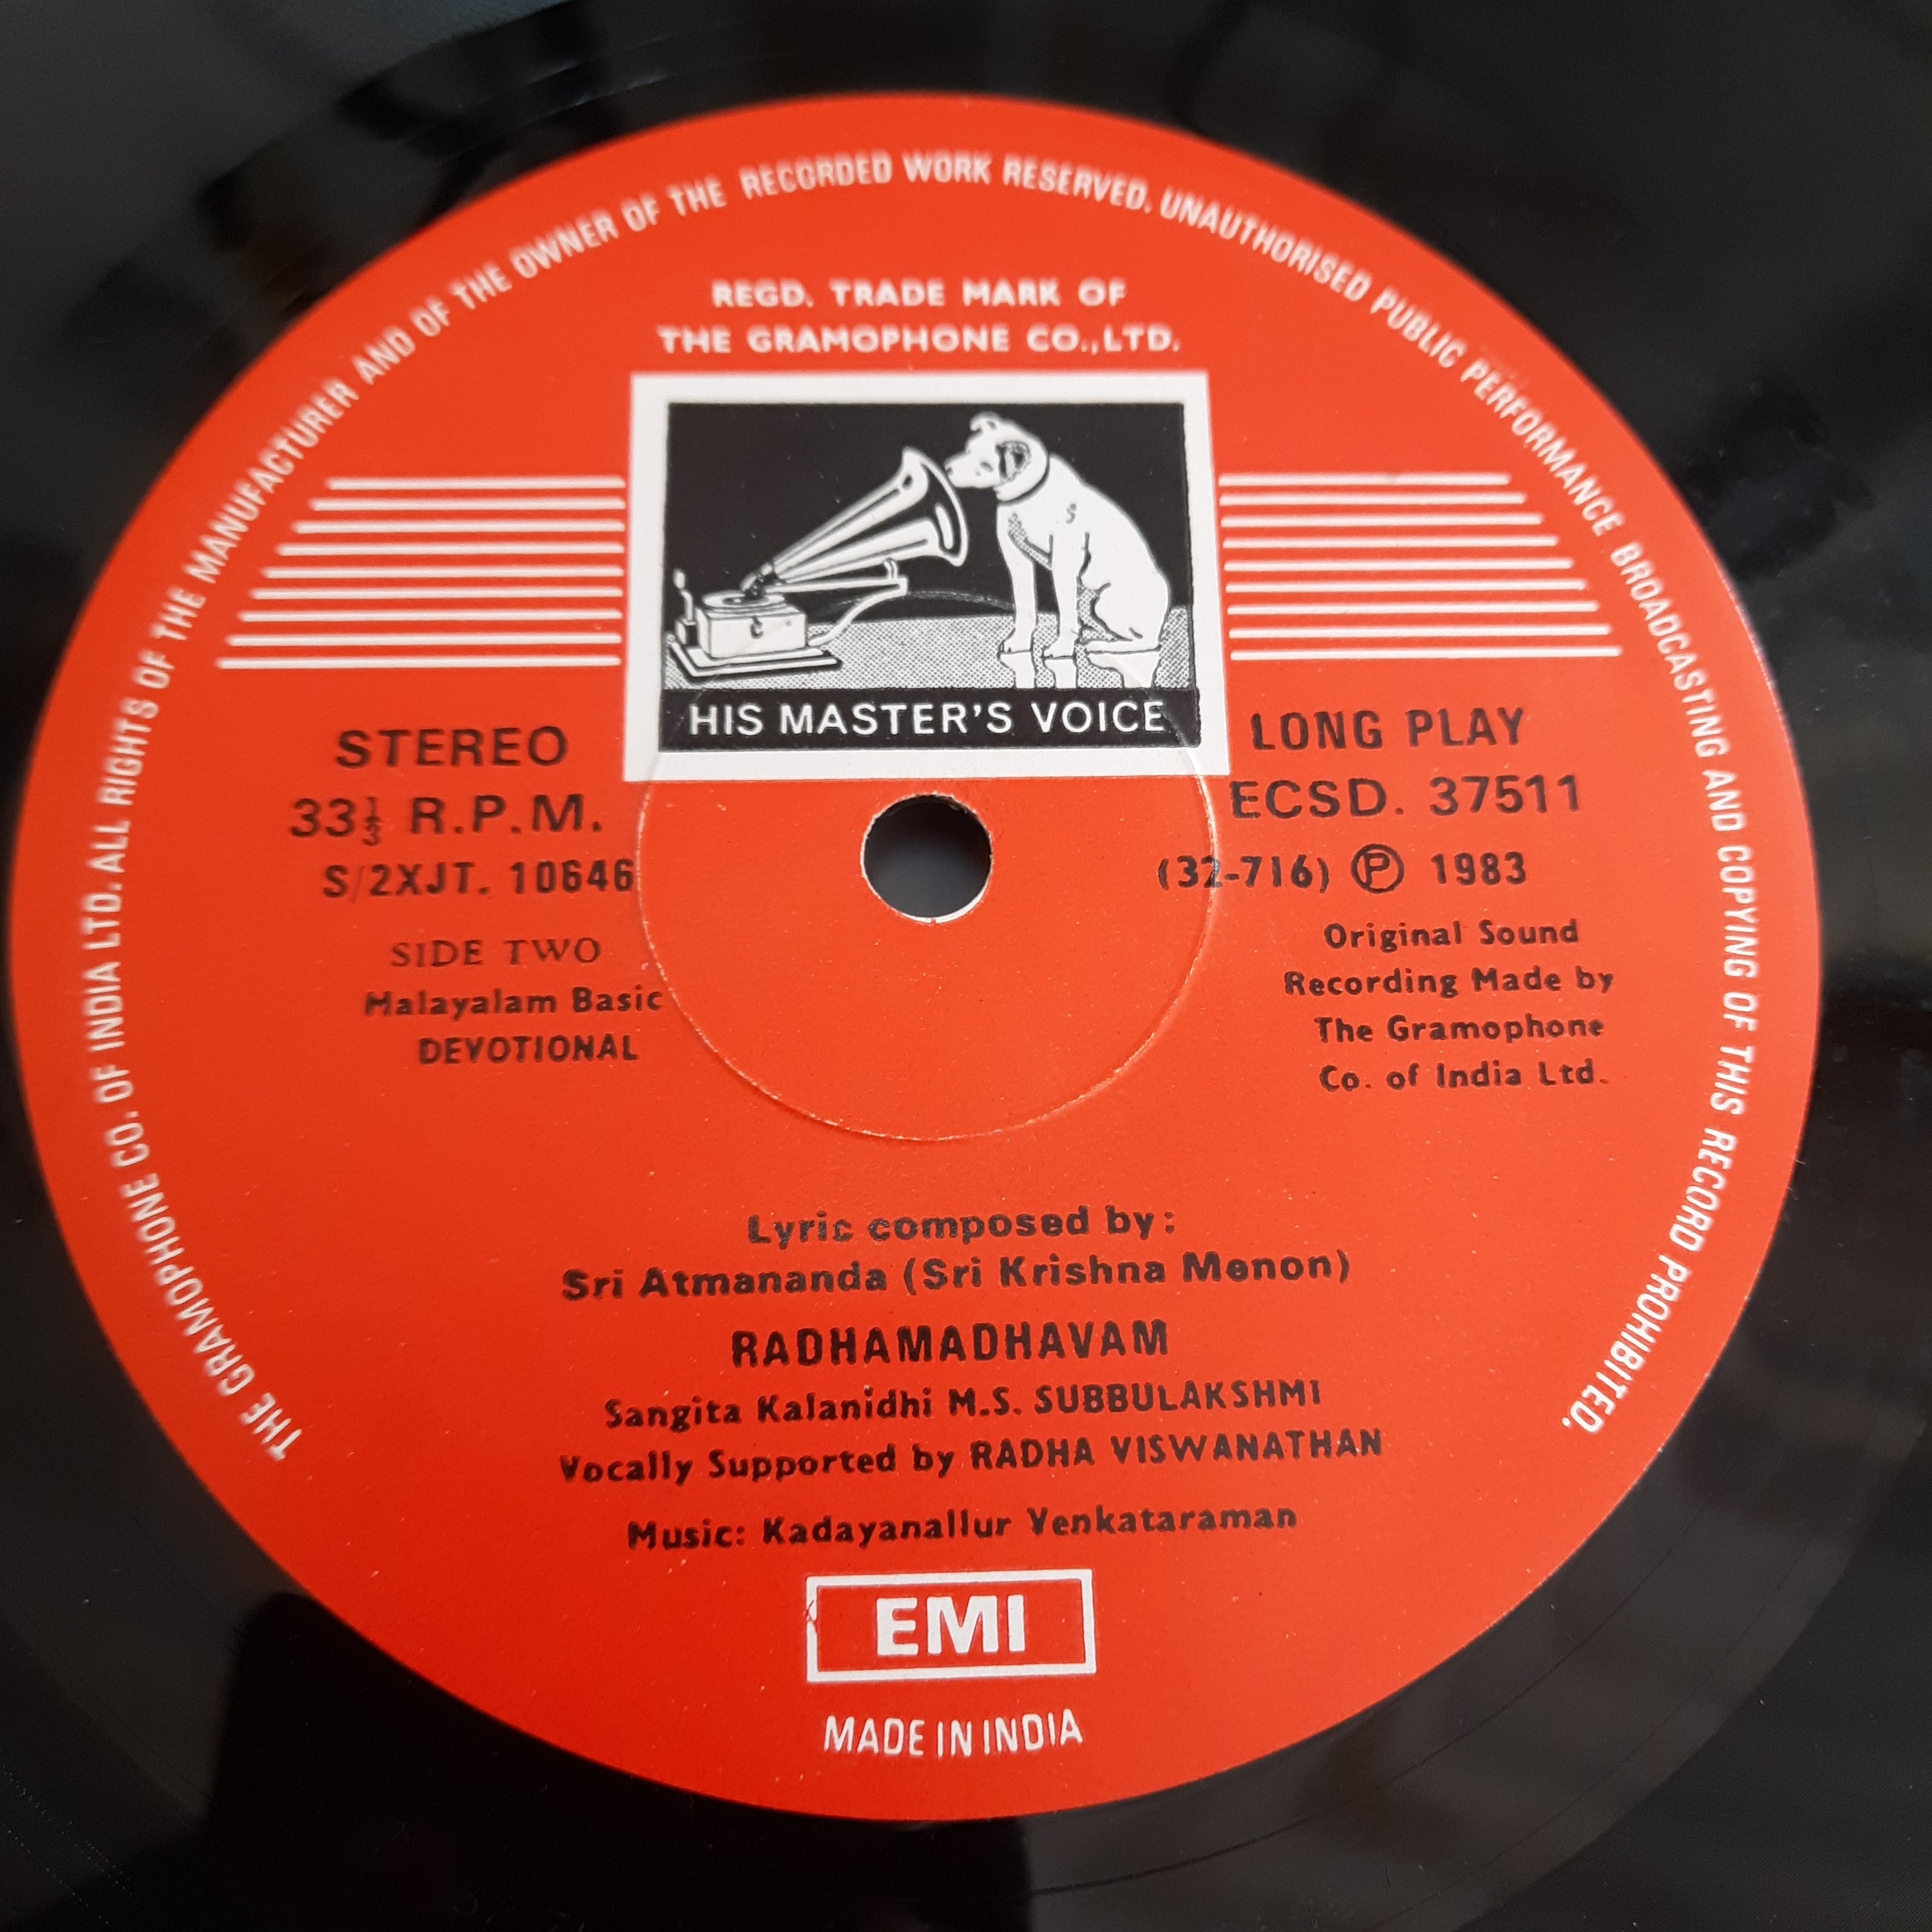 THE GRAMOPHONE CO. OF INDIA LTD. ALL RIGHTS OF THE MANUFACTURER AND OF THE OWNER OF THE RECORDED WORK RESERVED. UNAUTHORISED PUBLIC PERFORMANCE BROADCASTING AND COPYING OF THIS RECORD PROHIBITED.
REGD. TRADE MARK OF
THE GRAMOPHONE CO., LTD.
HIS MASTER'S VOICE
STEREO
33⅓ R.P.M.
S/2XJT. 10646
SIDE TWO
Malayalam Basic
DEVOTIONAL
LONG PLAY
ECSD. 37511
(32-716) Ⓟ 1983
Original Sound
Recording Made by
The Gramophone
Co. of India Ltd.
Lyric composed by:
Sri Atmananda (Sri Krishna Menon)
RADHAMADHAVAM
Sangita Kalanidhi M.S. SUBBULAKSHMI
Vocally Supported by RADHA VISWANATHAN
Music: Kadayanallur Venkataraman
EMI
MADE IN INDIA